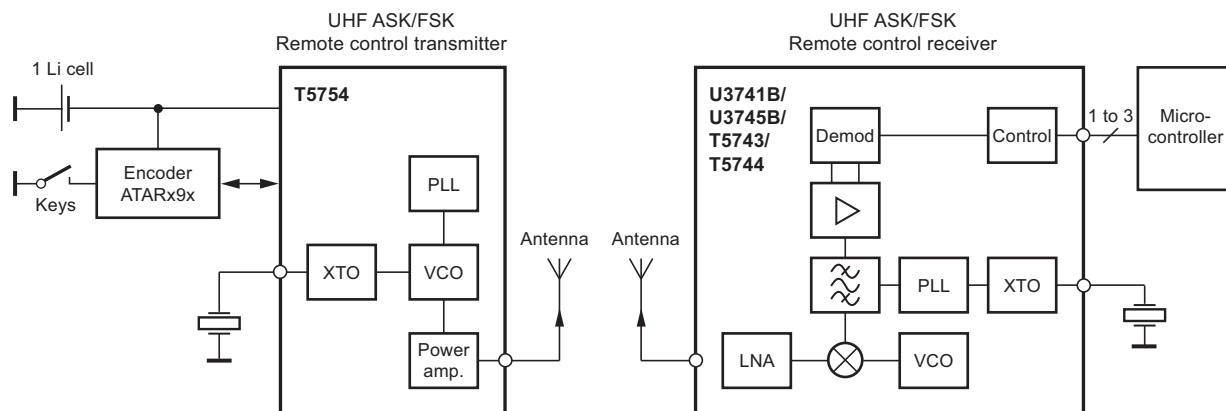 UHF ASK/FSK
Remote control transmitter
1 Li cell
T5754
Encoder
ATARx9x
Keys
PLL
XTO
VCO
Power
amp.
Antenna
UHF ASK/FSK
Remote control receiver
U3741B/
U3745B/
T5743/
T5744
Demod
Control
1 to 3
Micro-
controller
Antenna
PLL
XTO
LNA
VCO